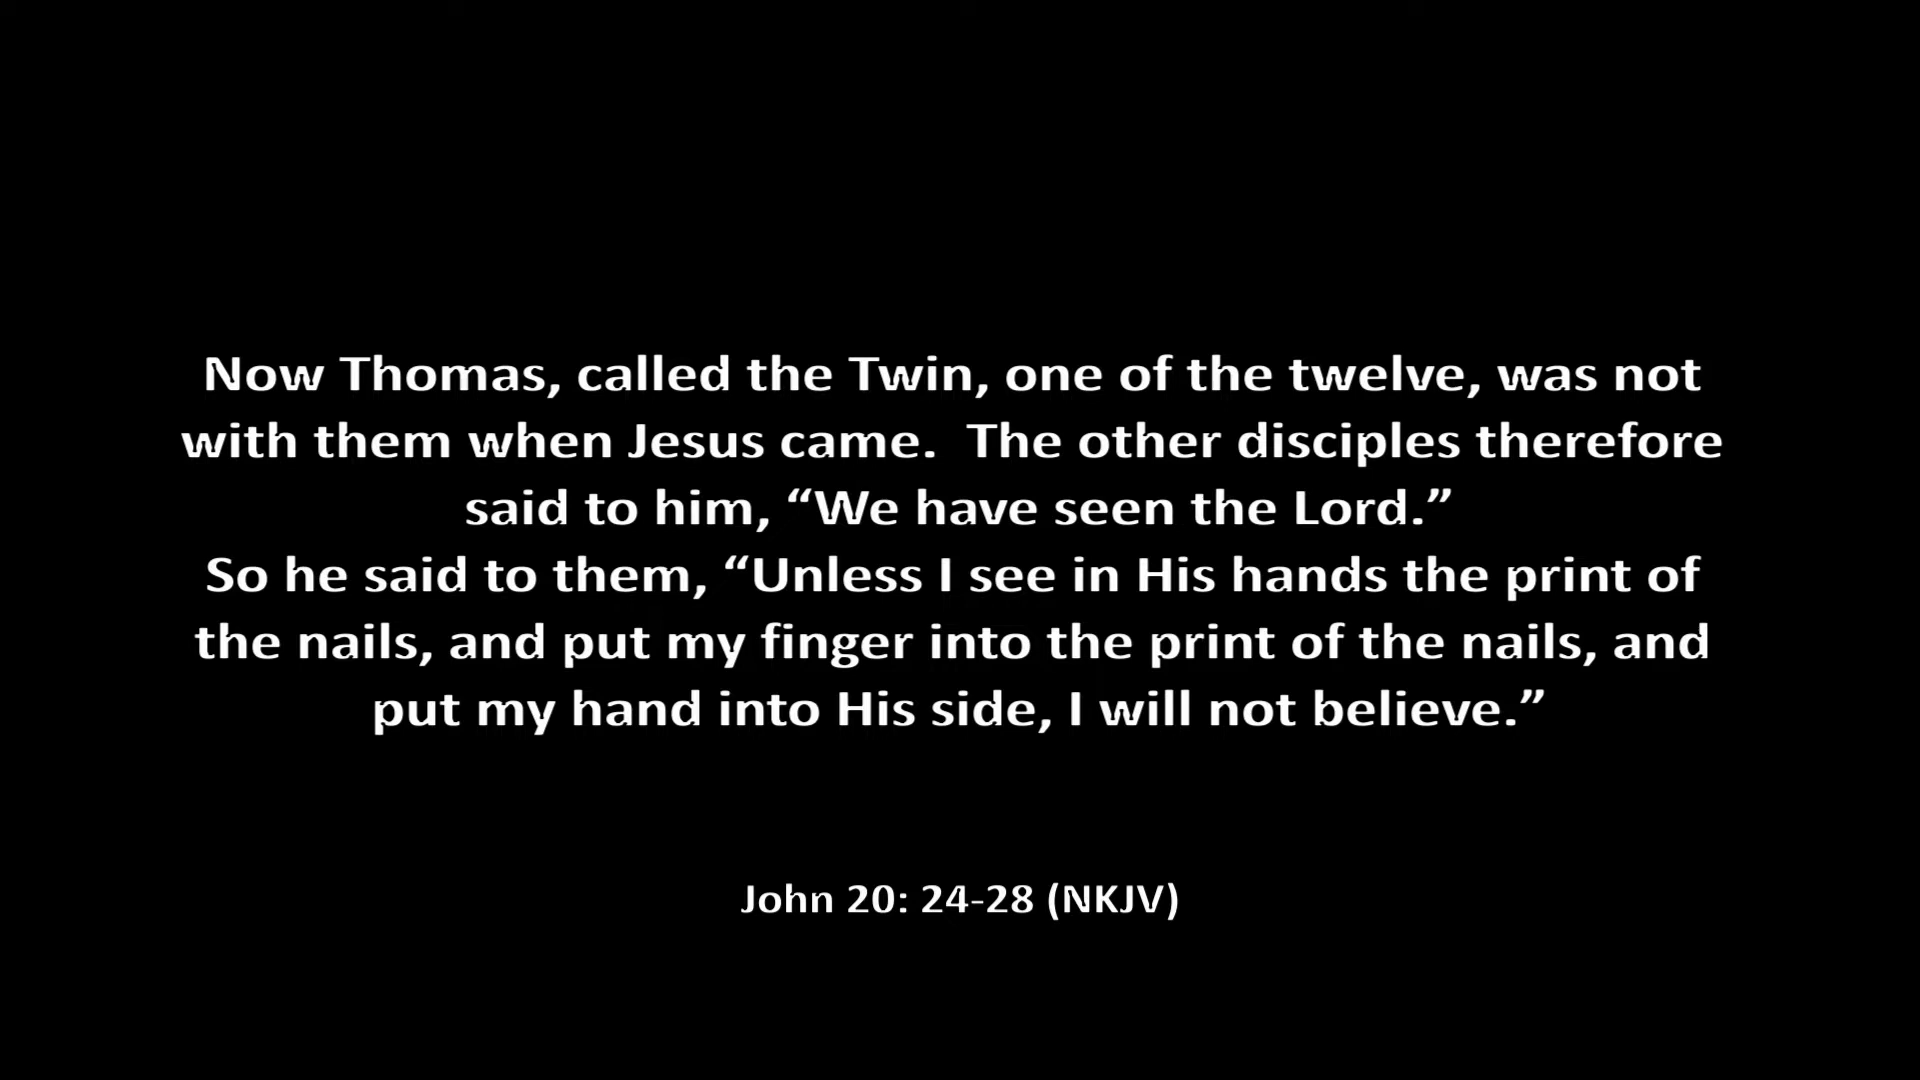 Now Thomas, called the Twin, one of the twelve, was not
with them when Jesus came.  The other disciples therefore
said to him, “We have seen the Lord.”
So he said to them, “Unless I see in His hands the print of
the nails, and put my finger into the print of the nails, and
put my hand into His side, I will not believe.”
John 20: 24-28 (NKJV)